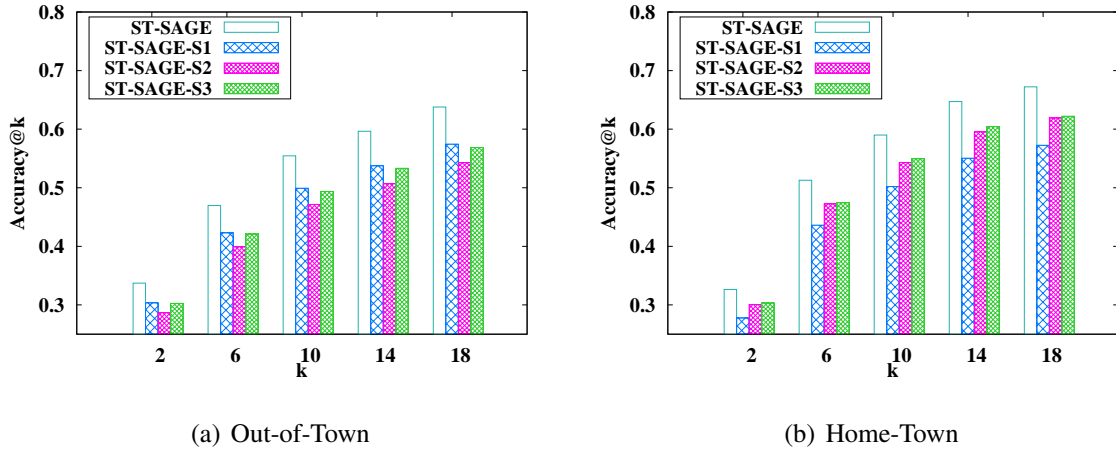 0.8
0.7
0.6
0.5
0.4
0.3
Accuracy@k
ST-SAGE
ST-SAGE-S1
ST-SAGE-S2
ST-SAGE-S3
2 6 10 14 18
k
(a) Out-of-Town
0.8
0.7
0.6
0.5
0.4
0.3
Accuracy@k
ST-SAGE
ST-SAGE-S1
ST-SAGE-S2
ST-SAGE-S3
2 6 10 14 18
k
(b) Home-Town